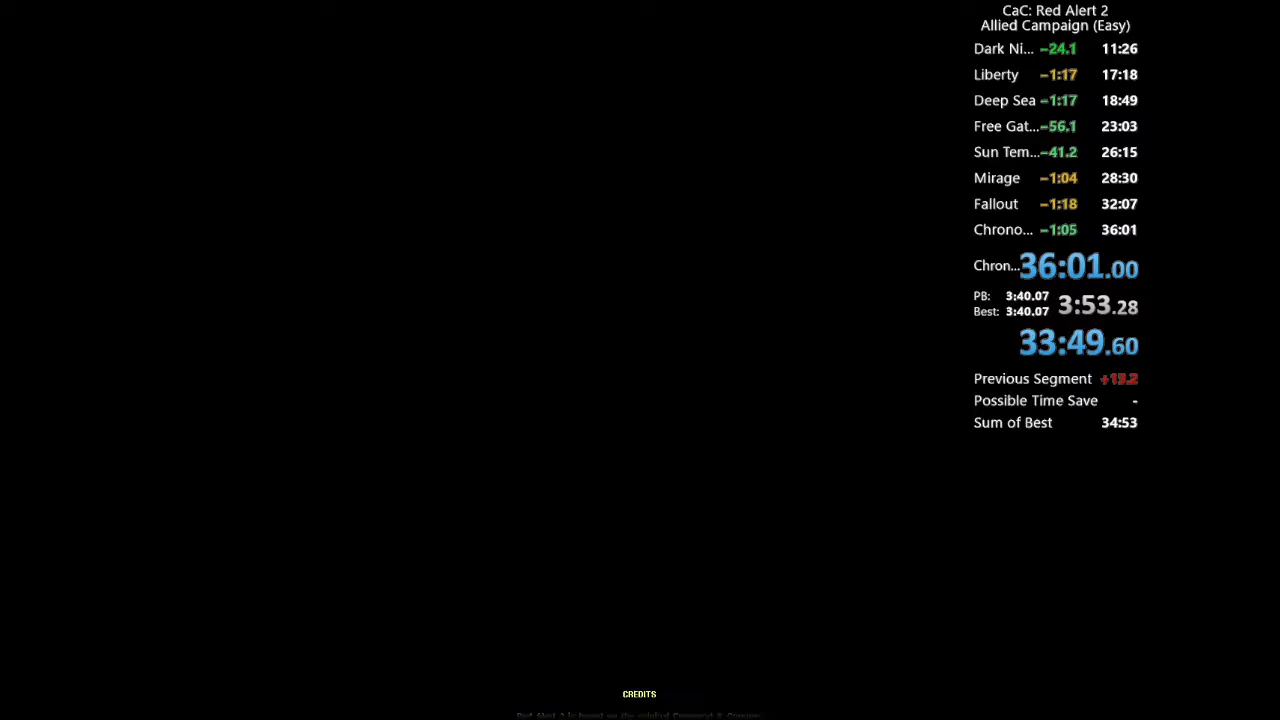 CaC: Red Alert 2
Allied Campaign (Easy)
Dark Ni... −24.1 11:26
Liberty −1:17 17:18
Deep Sea −1:17 18:49
Free Gat... −56.1 23:03
Sun Tem... −41.2 26:15
Mirage −1:04 28:30
Fallout −1:18 32:07
Chrono... −1:05 36:01
Chron... 36:01.00
PB: 3:40.07
Best: 3:40.07
3:53.28
33:49.60
Previous Segment +13.2
Possible Time Save -
Sum of Best 34:53
CREDITS